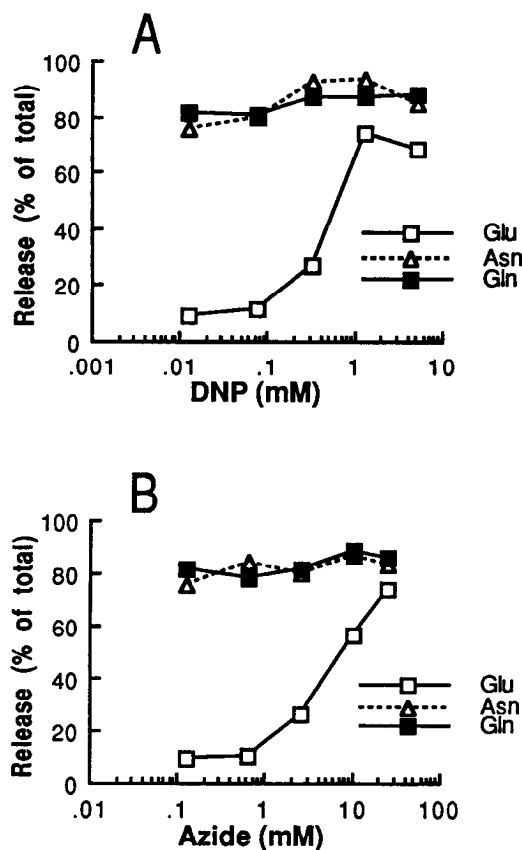 A
Release (% of total)
100
80
60
40
20
0
.001 .01 .1 1 10
DNP (mM)
Glu
Asn
Gln
B
Release (% of total)
100
80
60
40
20
0
.01 .1 1 10 100
Azide (mM)
Glu
Asn
Gln